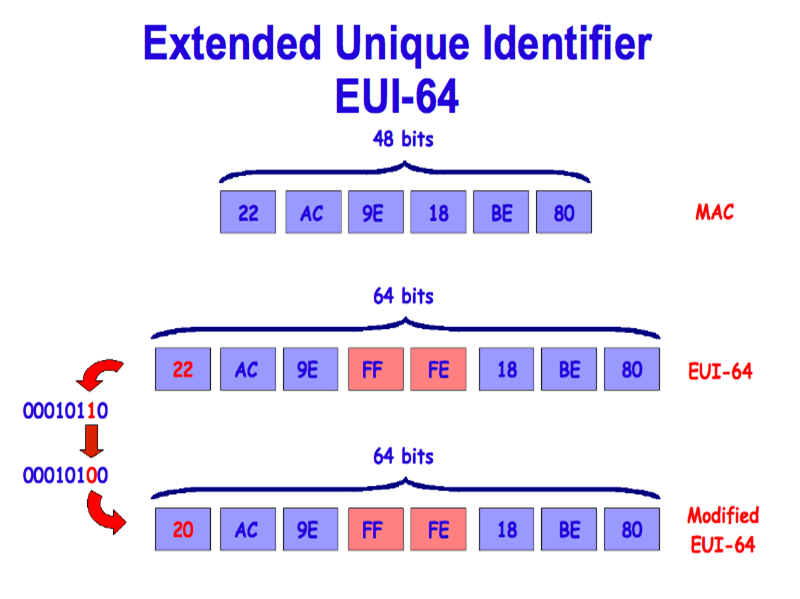 Extended Unique Identifier
EUI-64
48 bits
22 AC 9E 18 BE 80 MAC
64 bits
22 AC 9E FF FE 18 BE 80 EUI-64
00010110
64 bits
00010100
20 AC 9E FF FE 18 BE 80 Modified
EUI-64